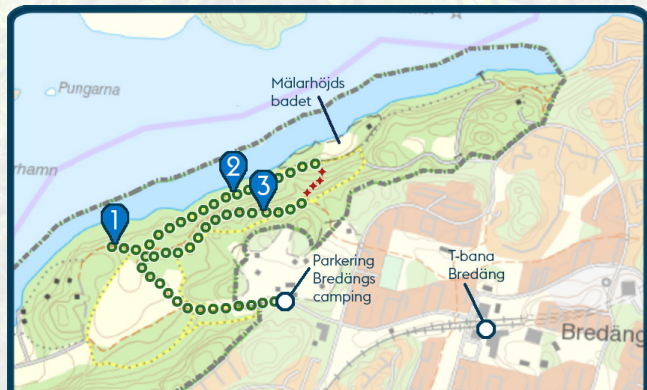 Pungarna
Mälarhöjds
badet
rhamn
2
3
1
Parkering
Bredängs
camping
T-bana
Bredäng
Bredäng